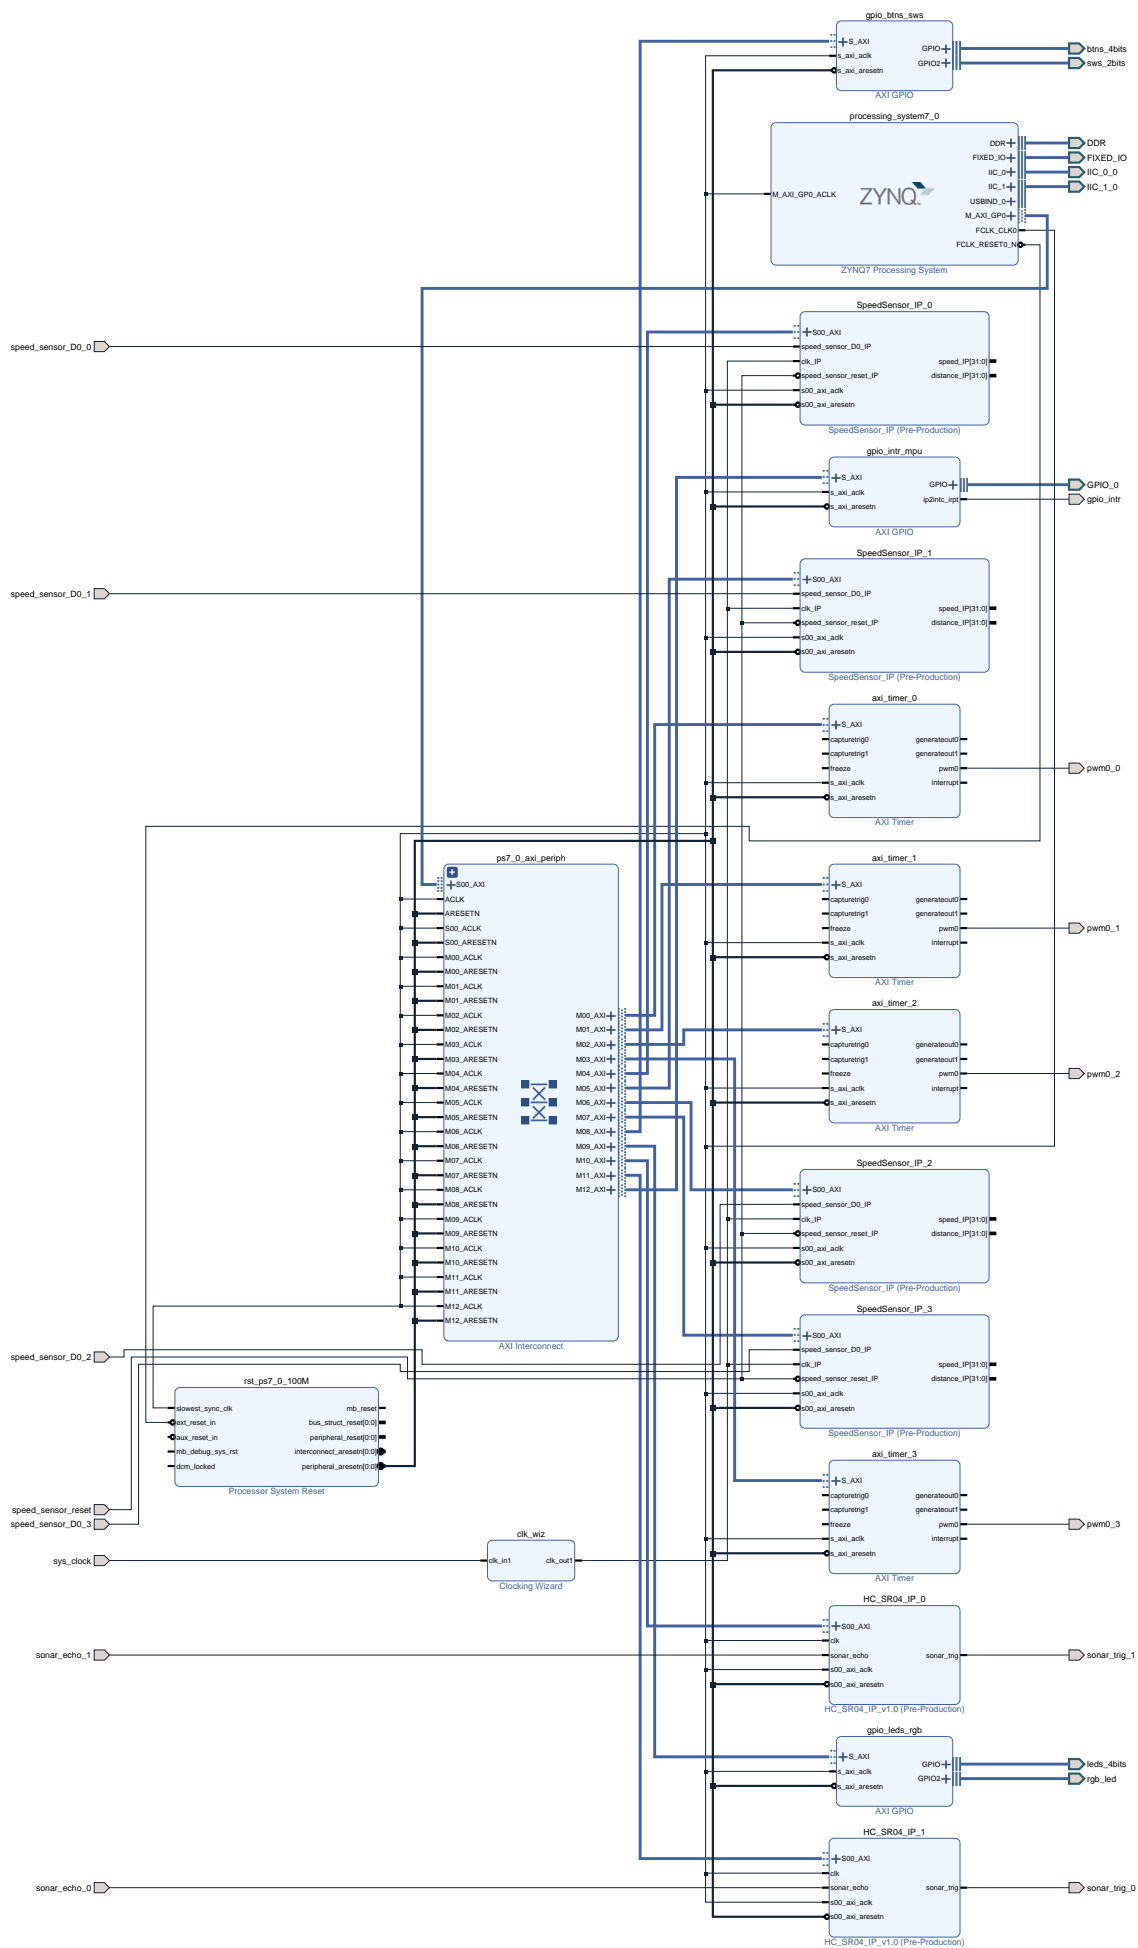 gpio_btns_sws
S_AXI
s_axi_aclk
s_axi_aresetn
GPIO
GPIO2
AXI GPIO
btns_4bits
sws_2bits
processing_system7_0
M_AXI_GP0_ACLK
ZYNQ
DDR
FIXED_IO
IIC_0
IIC_1
USBIND_0
M_AXI_GP0
FCLK_CLK0
FCLK_RESET0_N
ZYNQ7 Processing System
DDR
FIXED_IO
IIC_0_0
IIC_1_0
speed_sensor_D0_0
SpeedSensor_IP_0
S00_AXI
speed_sensor_D0_IP
clk_IP
speed_sensor_reset_IP
s00_axi_aclk
s00_axi_aresetn
speed_IP[31:0]
distance_IP[31:0]
SpeedSensor_IP (Pre-Production)
gpio_intr_mpu
S_AXI
s_axi_aclk
s_axi_aresetn
GPIO
ip2intc_irpt
AXI GPIO
GPIO_0
gpio_intr
speed_sensor_D0_1
SpeedSensor_IP_1
S00_AXI
speed_sensor_D0_IP
clk_IP
speed_sensor_reset_IP
s00_axi_aclk
s00_axi_aresetn
speed_IP[31:0]
distance_IP[31:0]
SpeedSensor_IP (Pre-Production)
axi_timer_0
S_AXI
capturetrig0
capturetrig1
freeze
s_axi_aclk
s_axi_aresetn
generateout0
generateout1
pwm0
interrupt
AXI Timer
pwm0_0
ps7_0_axi_periph
S00_AXI
ACLK
ARESETN
S00_ACLK
S00_ARESETN
M00_ACLK
M00_ARESETN
M01_ACLK
M01_ARESETN
M02_ACLK
M02_ARESETN
M03_ACLK
M03_ARESETN
M04_ACLK
M04_ARESETN
M05_ACLK
M05_ARESETN
M06_ACLK
M06_ARESETN
M07_ACLK
M07_ARESETN
M08_ACLK
M08_ARESETN
M09_ACLK
M09_ARESETN
M10_ACLK
M10_ARESETN
M11_ACLK
M11_ARESETN
M12_ACLK
M12_ARESETN
M00_AXI
M01_AXI
M02_AXI
M03_AXI
M04_AXI
M05_AXI
M06_AXI
M07_AXI
M08_AXI
M09_AXI
M10_AXI
M11_AXI
M12_AXI
AXI Interconnect
axi_timer_1
S_AXI
capturetrig0
capturetrig1
freeze
s_axi_aclk
s_axi_aresetn
generateout0
generateout1
pwm0
interrupt
AXI Timer
pwm0_1
axi_timer_2
S_AXI
capturetrig0
capturetrig1
freeze
s_axi_aclk
s_axi_aresetn
generateout0
generateout1
pwm0
interrupt
AXI Timer
pwm0_2
SpeedSensor_IP_2
S00_AXI
speed_sensor_D0_IP
clk_IP
speed_sensor_reset_IP
s00_axi_aclk
s00_axi_aresetn
speed_IP[31:0]
distance_IP[31:0]
SpeedSensor_IP (Pre-Production)
SpeedSensor_IP_3
S00_AXI
speed_sensor_D0_IP
clk_IP
speed_sensor_reset_IP
s00_axi_aclk
s00_axi_aresetn
speed_IP[31:0]
distance_IP[31:0]
SpeedSensor_IP (Pre-Production)
speed_sensor_D0_2
rst_ps7_0_100M
slowest_sync_clk
ext_reset_in
aux_reset_in
mb_debug_sys_rst
dcm_locked
mb_reset
bus_struct_reset[0:0]
peripheral_reset[0:0]
interconnect_aresetn[0:0]
peripheral_aresetn[0:0]
Processor System Reset
speed_sensor_reset
speed_sensor_D0_3
axi_timer_3
S_AXI
capturetrig0
capturetrig1
freeze
s_axi_aclk
s_axi_aresetn
generateout0
generateout1
pwm0
interrupt
AXI Timer
pwm0_3
sys_clock
clk_wiz
clk_in1
clk_out1
Clocking Wizard
HC_SR04_IP_0
S00_AXI
clk
sonar_echo
s00_axi_aclk
s00_axi_aresetn
sonar_trig
HC_SR04_IP_v1.0 (Pre-Production)
sonar_echo_1
sonar_trig_1
gpio_leds_rgb
S_AXI
s_axi_aclk
s_axi_aresetn
GPIO
GPIO2
AXI GPIO
leds_4bits
rgb_led
HC_SR04_IP_1
S00_AXI
clk
sonar_echo
s00_axi_aclk
s00_axi_aresetn
sonar_trig
HC_SR04_IP_v1.0 (Pre-Production)
sonar_echo_0
sonar_trig_0